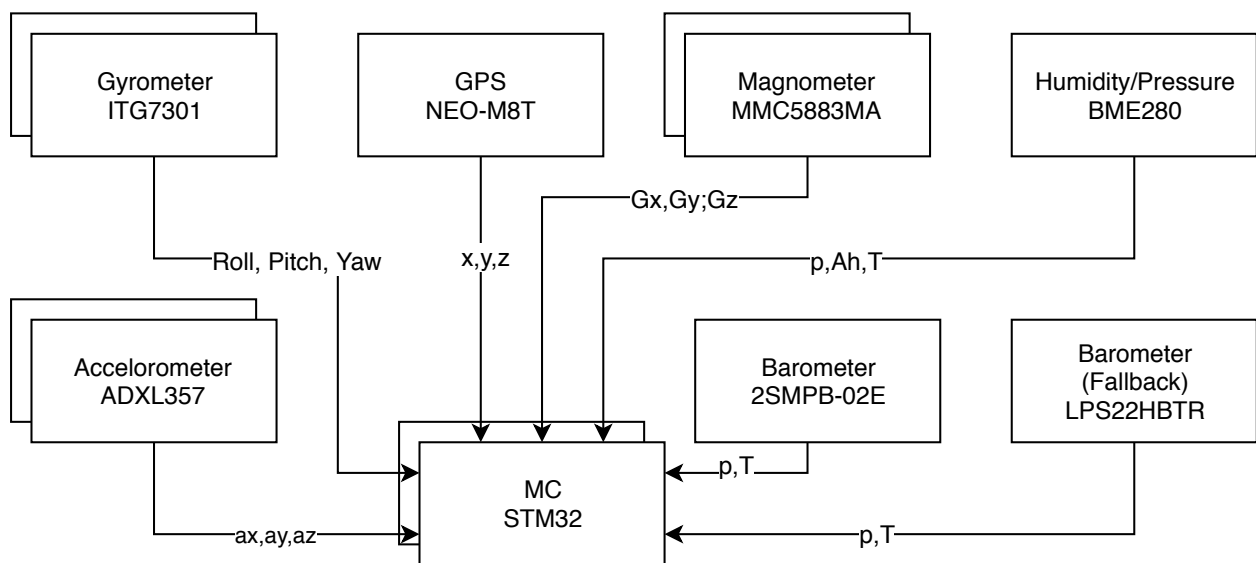 Gyrometer
ITG7301
GPS
NEO-M8T
Magnometer
MMC5883MA
Humidity/Pressure
BME280
Gx,Gy;Gz
Roll, Pitch, Yaw
x,y,z
p,Ah,T
Accelorometer
ADXL357
Barometer
2SMPB-02E
Barometer
(Fallback)
LPS22HBTR
p,T
MC
STM32
ax,ay,az
p,T